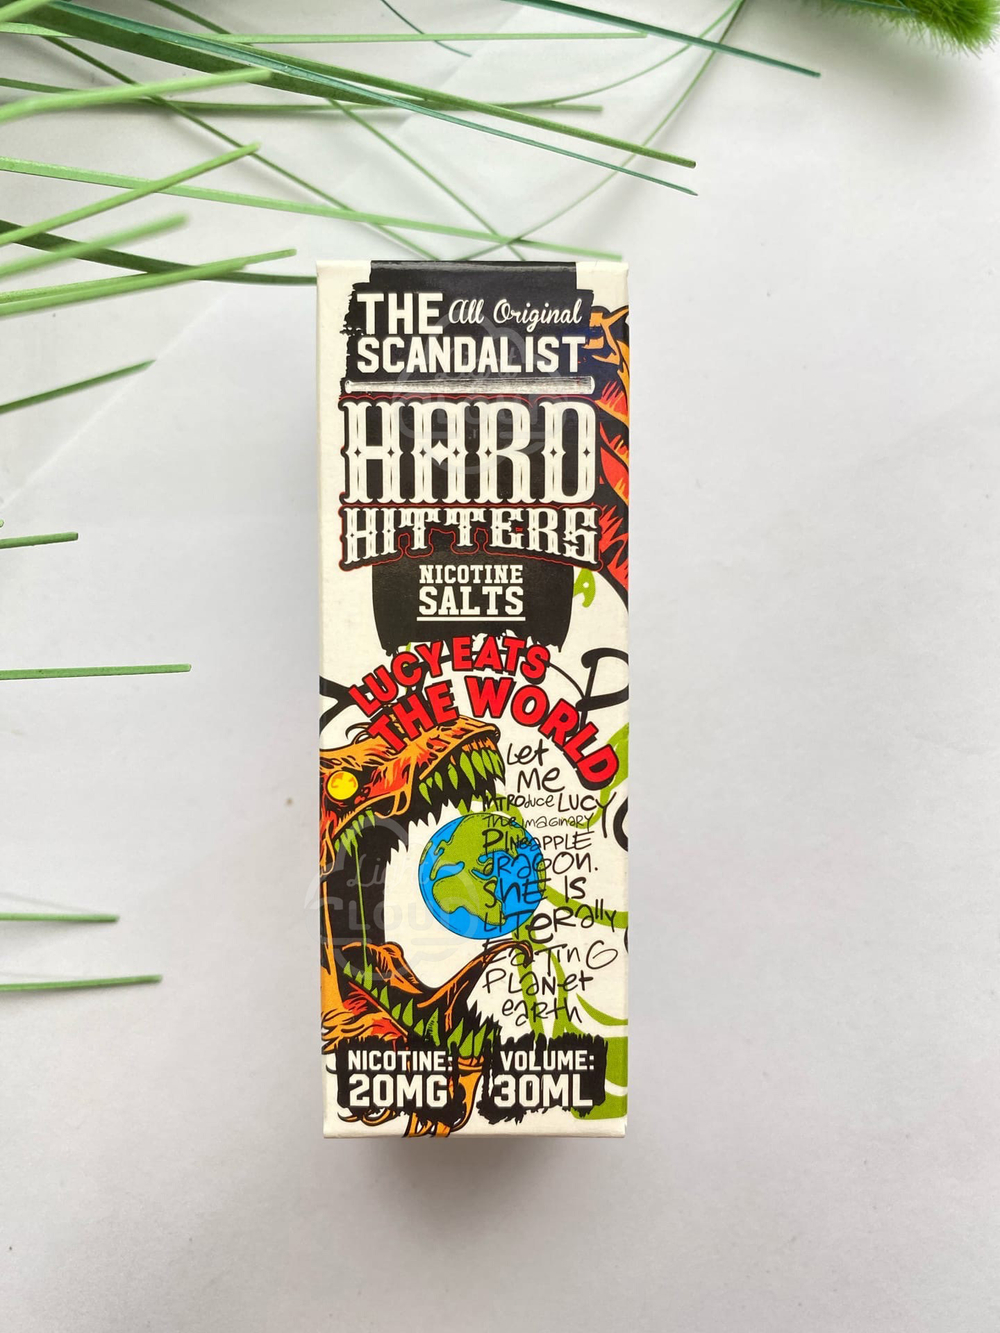 THE All Original
SCANDALIST
HARD
HITTERS
NICOTINE
SALTS
LUCY EATS
THE WORLD
Let
Me
INTRoduce LUCY
THE imaGinaRY
PINeaPPLE
dRaGOn.
SHE IS
LITERally
EaTinG
PLaNet
eaRth
NICOTINE:
20MG
VOLUME:
30ML
CLOUD